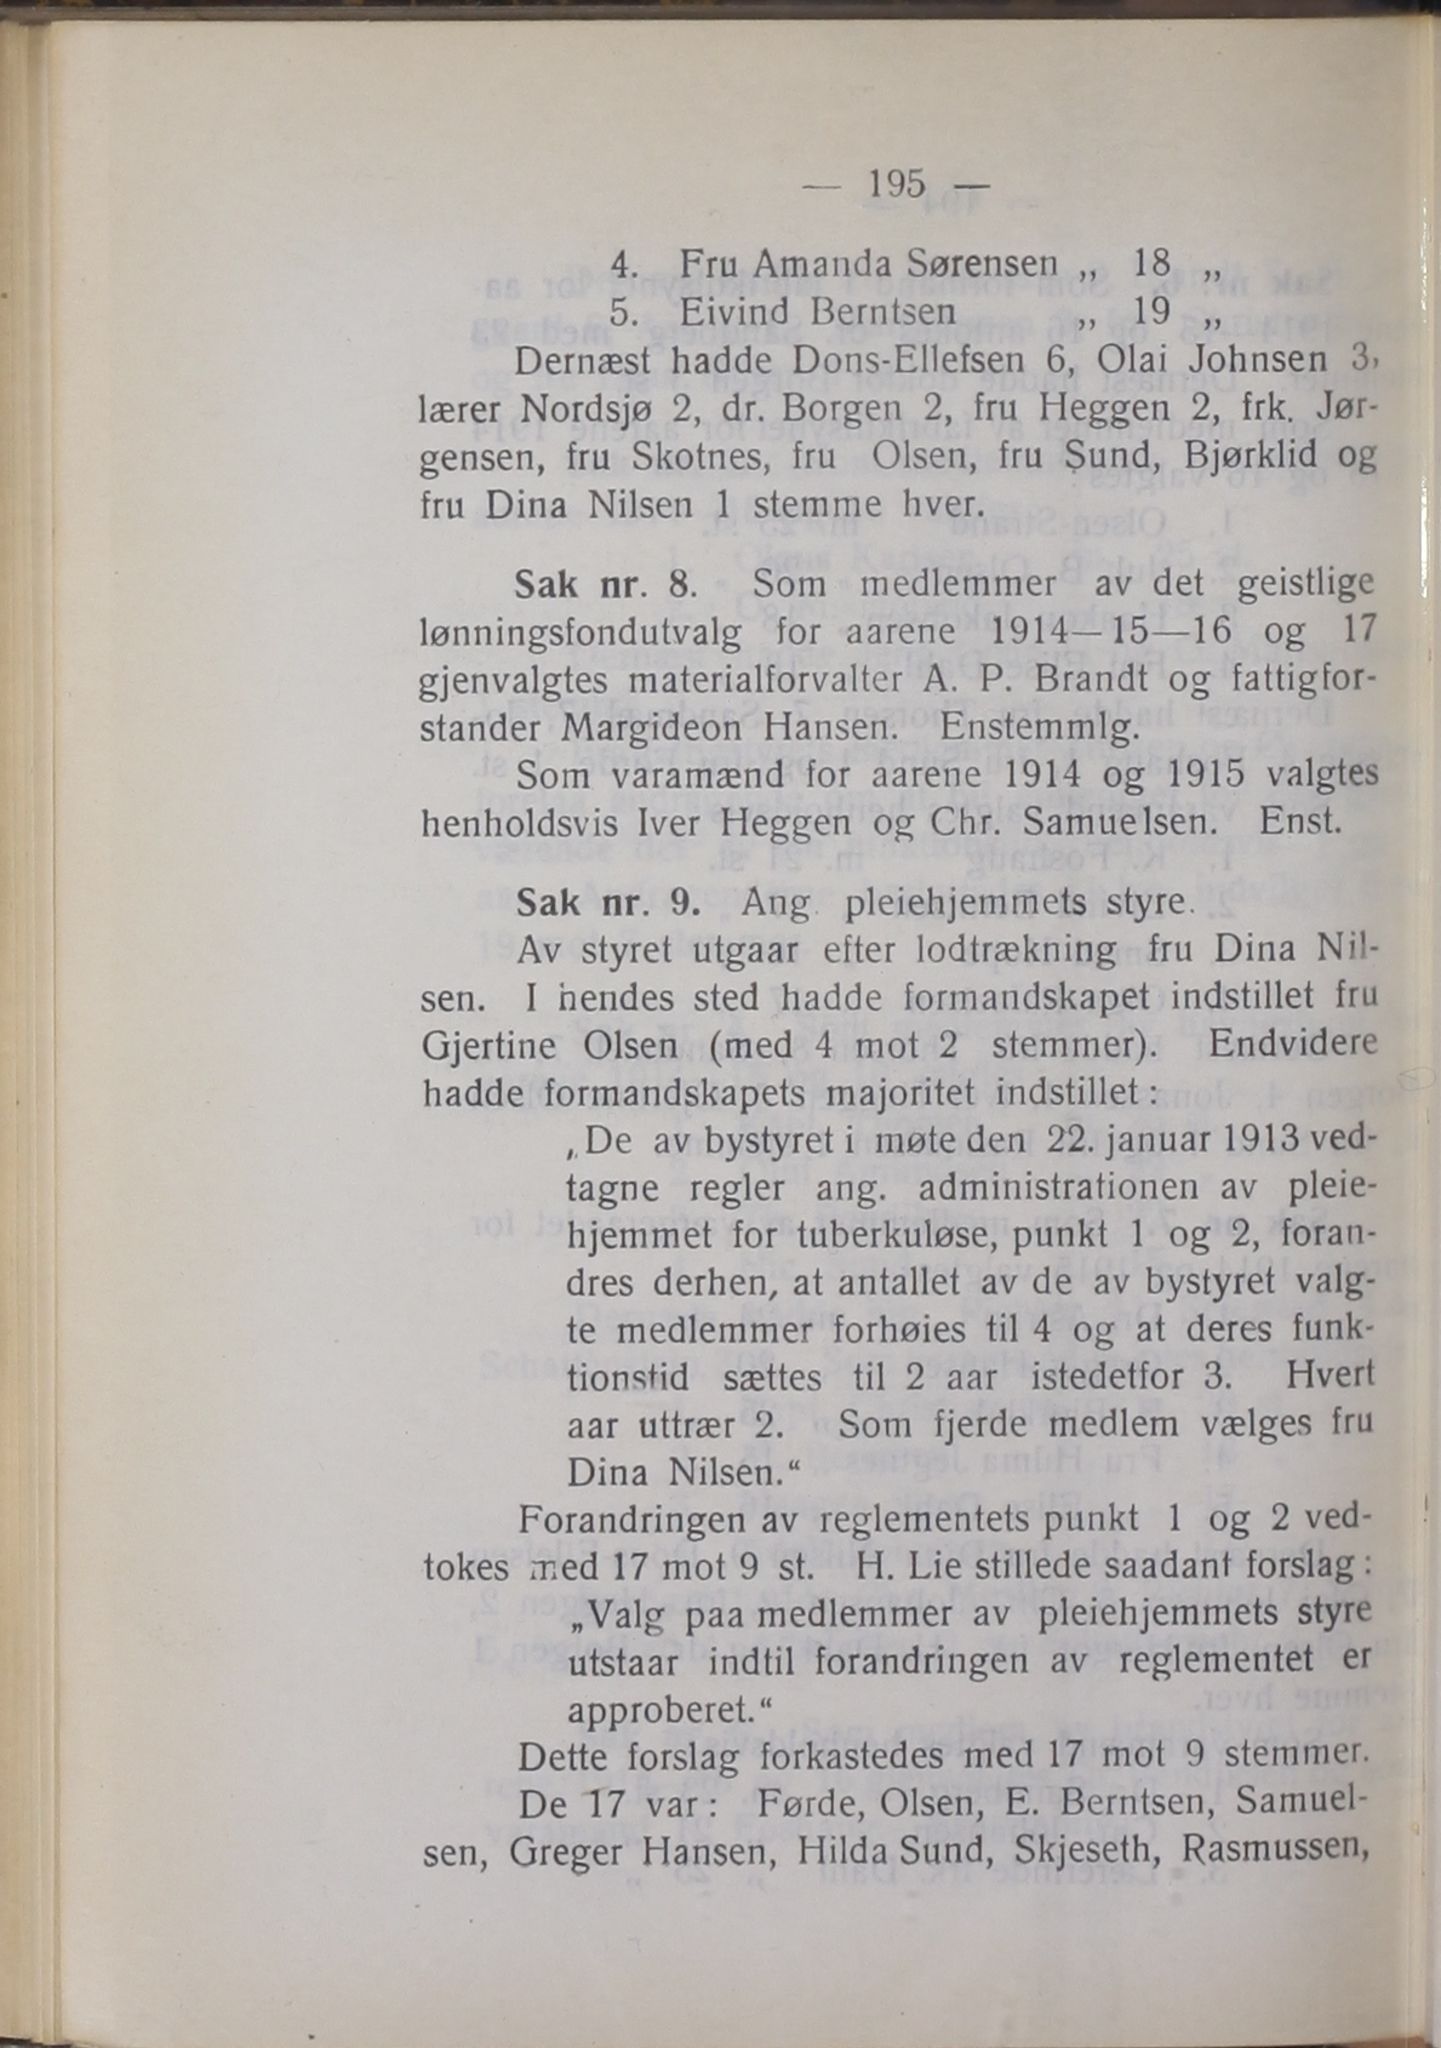 — 195 —
4. Fru Amanda Sørensen „ 18 „
5. Eivind Berntsen „ 19 „
Dernæst hadde Dons-Ellefsen 6, Olai Johnsen 3,
lærer Nordsjø 2, dr. Borgen 2, fru Heggen 2, frk. Jør-
gensen, fru Skotnes, fru Olsen, fru Sund, Bjørklid og
fru Dina Nilsen 1 stemme hver.
Sak nr. 8. Som medlemmer av det geistlige
lønningsfondutvalg for aarene 1914—15—16 og 17
gjenvalgtes materialforvalter A. P. Brandt og fattigfor-
stander Margideon Hansen. Enstemmlg.
Som varamænd for aarene 1914 og 1915 valgtes
henholdsvis Iver Heggen og Chr. Samuelsen. Enst.
Sak nr. 9. Ang. pleiehjemmets styre.
Av styret utgaar efter lodtrækning fru Dina Nil-
sen. I hendes sted hadde formandskapet indstillet fru
Gjertine Olsen (med 4 mot 2 stemmer). Endvidere
hadde formandskapets majoritet indstillet:
„De av bystyret i møte den 22. januar 1913 ved-
tagne regler ang. administrationen av pleie-
hjemmet for tuberkuløse, punkt 1 og 2, foran-
dres derhen, at antallet av de av bystyret valg-
te medlemmer forhøies til 4 og at deres funk-
tionstid sættes til 2 aar istedetfor 3. Hvert
aar uttrær 2. Som fjerde medlem vælges fru
Dina Nilsen.“
Forandringen av reglementets punkt 1 og 2 ved-
tokes med 17 mot 9 st. H. Lie stillede saadant forslag:
„Valg paa medlemmer av pleiehjemmets styre
utstaar indtil forandringen av reglementet er
approberet.“
Dette forslag forkastedes med 17 mot 9 stemmer.
De 17 var: Førde, Olsen, E. Berntsen, Samuel-
sen, Greger Hansen, Hilda Sund, Skjeseth, Rasmussen,